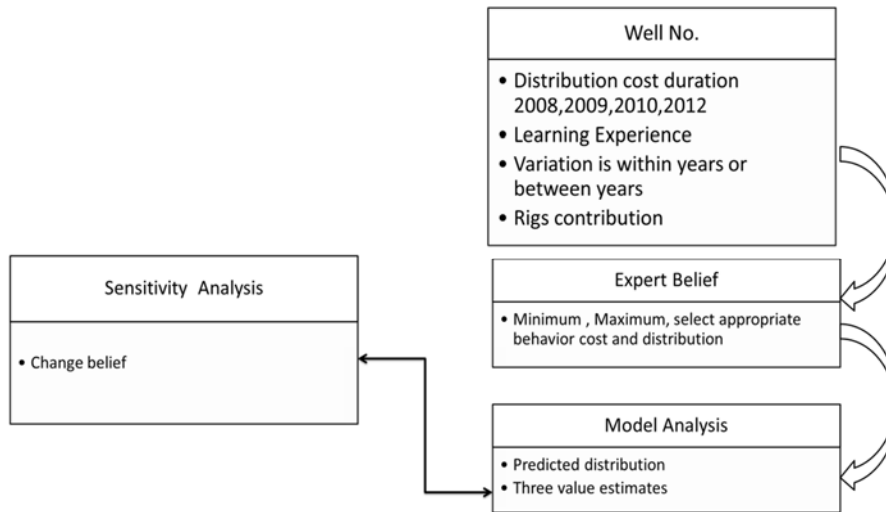 Well No.
• Distribution cost duration
2008,2009,2010,2012
• Learning Experience
• Variation is within years or
between years
• Rigs contribution
Expert Belief
• Minimum , Maximum, select appropriate
behavior cost and distribution
Sensitivity Analysis
• Change belief
Model Analysis
• Predicted distribution
• Three value estimates